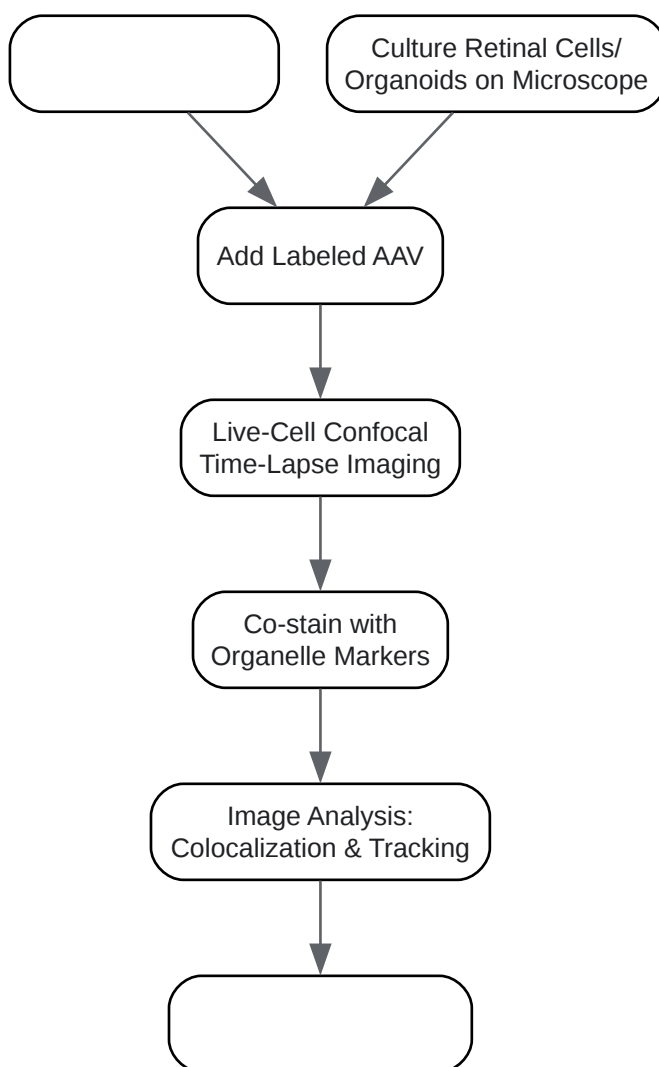 Culture Retinal Cells/
Organoids on Microscope
Add Labeled AAV
Live-Cell Confocal
Time-Lapse Imaging
Co-stain with
Organelle Markers
Image Analysis:
Colocalization & Tracking